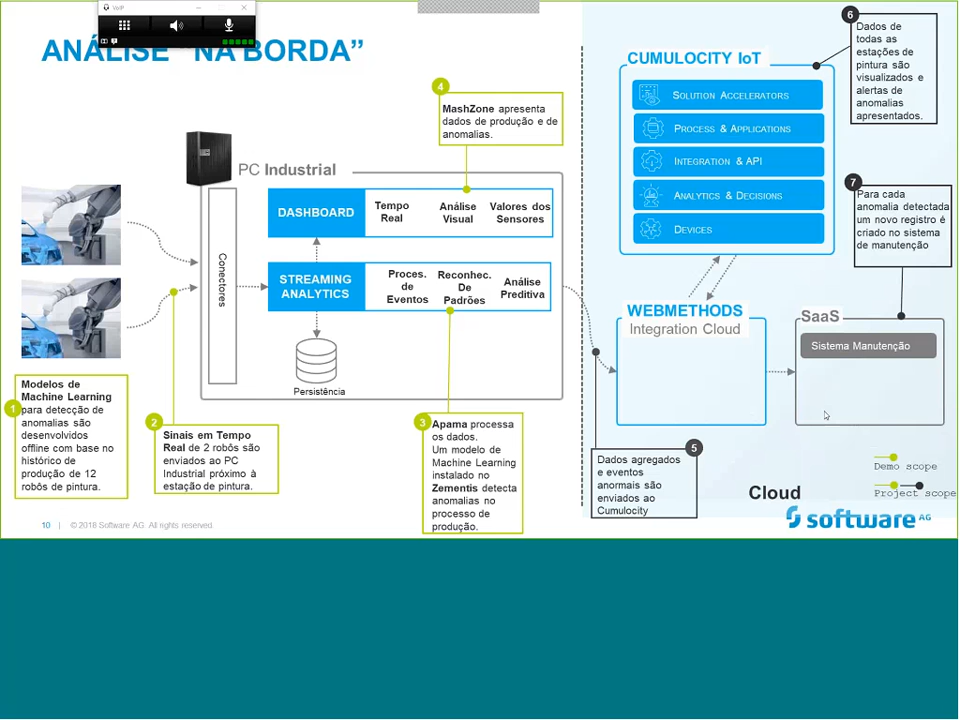 VoIP
ANÁLISE "NA BORDA"
PC Industrial
Conectores
DASHBOARD
Tempo
Real
Análise
Visual
Valores dos
Sensores
STREAMING
ANALYTICS
Proces.
de
Eventos
Reconhec.
De
Padrões
Análise
Preditiva
Persistência
1
Modelos de
Machine Learning
para detecção de
anomalias são
desenvolvidos
offline com base no
histórico de
produção de 12
robôs de pintura.
2
Sinais em Tempo
Real de 2 robôs são
enviados ao PC
Industrial próximo à
estação de pintura.
3
Apama processa
os dados.
Um modelo de
Machine Learning
instalado no
Zementis detecta
anomalias no
processo de
produção.
4
MashZone apresenta
dados de produção e de
anomalias.
CUMULOCITY IoT
SOLUTION ACCELERATORS
PROCESS & APPLICATIONS
INTEGRATION & API
ANALYTICS & DECISIONS
DEVICES
WEBMETHODS
Integration Cloud
SaaS
Sistema Manutenção
5
Dados agregados
e eventos
anormais são
enviados ao
Cumulocity
6
Dados de
todas as
estações de
pintura são
visualizados e
alertas de
anomalias
apresentados.
7
Para cada
anomalia detectada
um novo registro é
criado no sistema
de manutenção
Demo scope
Project scope
Cloud
10 | © 2018 Software AG. All rights reserved.
software AG